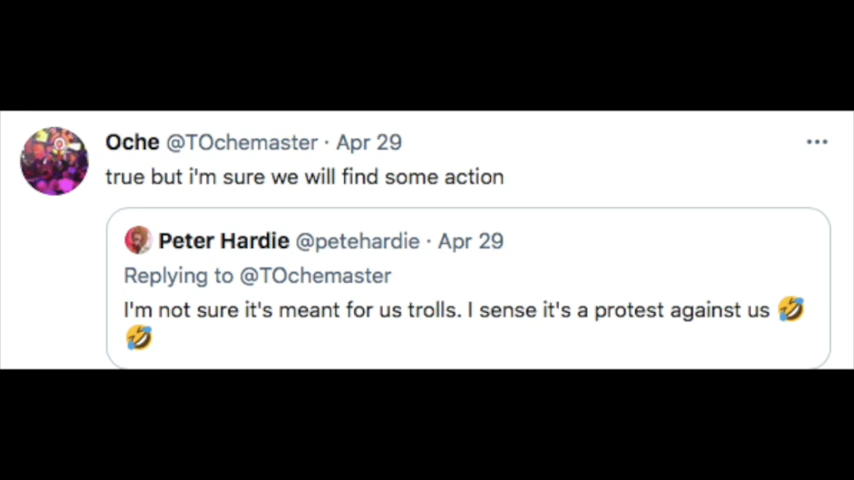 Oche @TOchemaster · Apr 29
true but i'm sure we will find some action
Peter Hardie @petehardie · Apr 29
Replying to @TOchemaster
I'm not sure it's meant for us trolls. I sense it's a protest against us 🤣
🤣